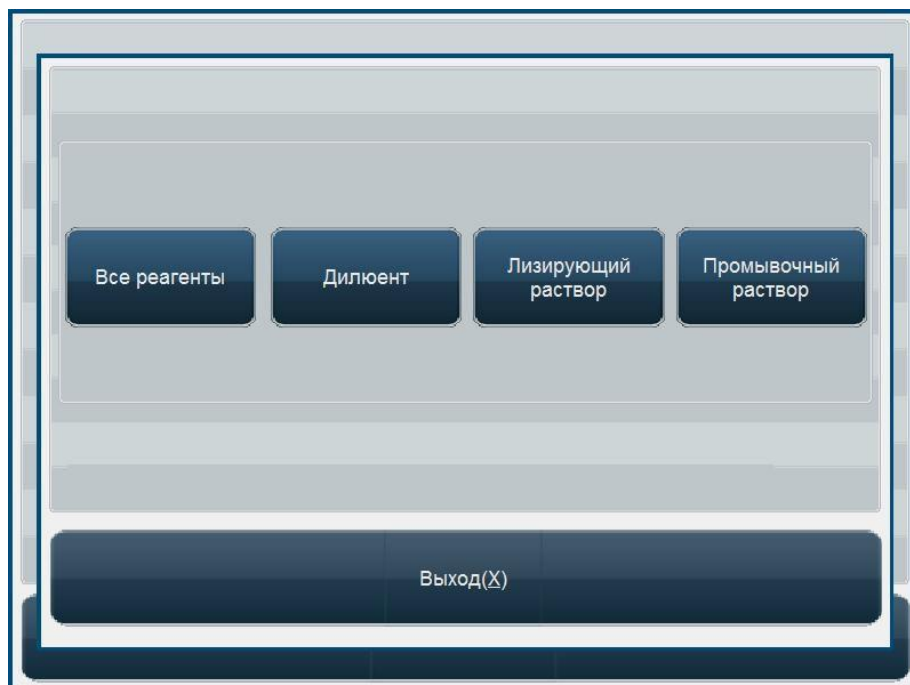 Все реагенты
Дилюент
Лизирующий
раствор
Промывочный
раствор
Выход(X)